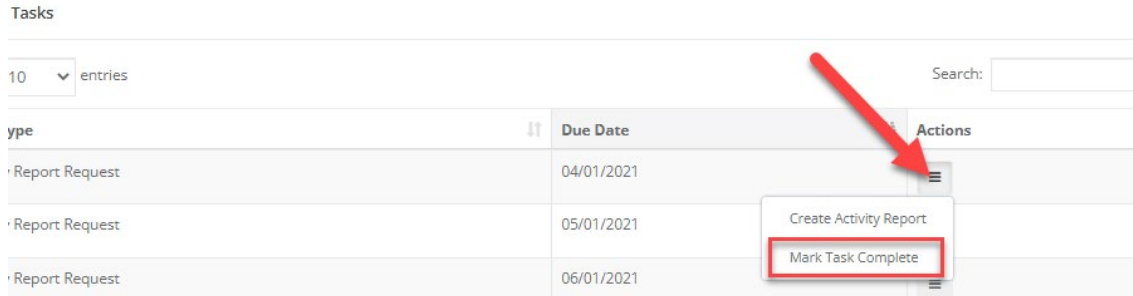 Tasks
10 entries Search:
ype Due Date Actions
Report Request 04/01/2021
Create Activity Report
Report Request 05/01/2021
Mark Task Complete
Report Request 06/01/2021